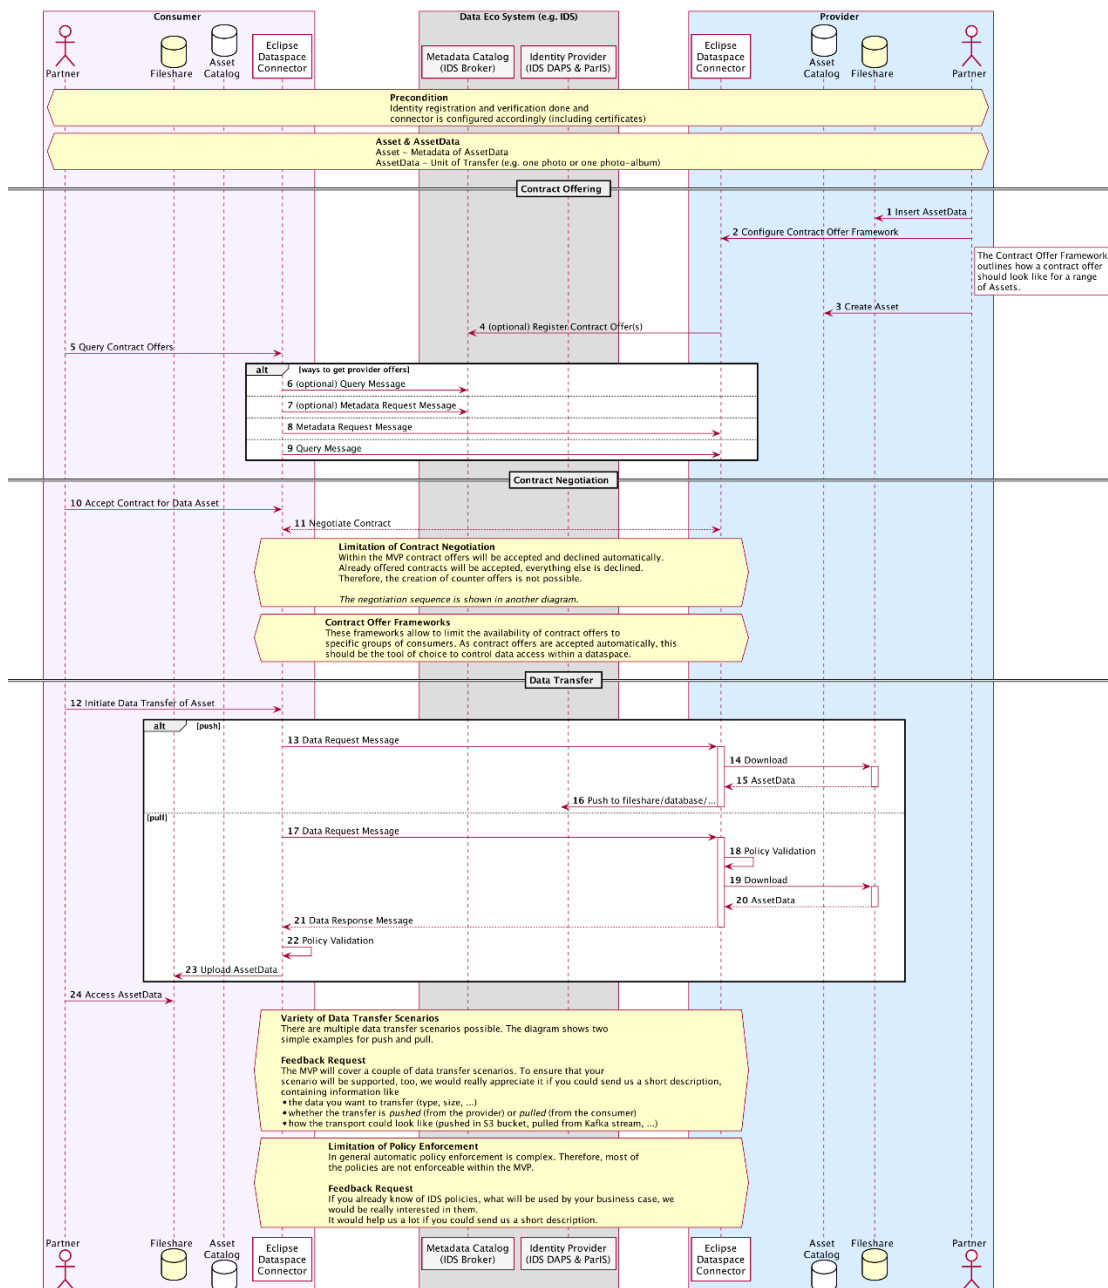 Consumer
Data Eco System (e.g. IDS)
Provider
Partner
Fileshare
Asset
Catalog
Eclipse
Dataspace
Connector
Metadata Catalog
(IDS Broker)
Identity Provider
(IDS DAPS & ParIS)
Eclipse
Dataspace
Connector
Asset
Catalog
Fileshare
Partner
Precondition
Identity registration and verification done and
connector is configured accordingly (including certificates)
Asset & AssetData
Asset - Metadata of AssetData
AssetData - Unit of Transfer (e.g. one photo or one photo-album)
Contract Offering
1 Insert AssetData
2 Configure Contract Offer Framework
The Contract Offer Framework
outlines how a contract offer
should look like for a range
of Assets.
3 Create Asset
4 (optional) Register Contract Offer(s)
5 Query Contract Offers
alt [ways to get provider offers]
6 (optional) Query Message
7 (optional) Metadata Request Message
8 Metadata Request Message
9 Query Message
Contract Negotiation
10 Accept Contract for Data Asset
11 Negotiate Contract
Limitation of Contract Negotiation
Within the MVP contract offers will be accepted and declined automatically.
Already offered contracts will be accepted, everything else is declined.
Therefore, the creation of counter offers is not possible.
The negotiation sequence is shown in another diagram.
Contract Offer Frameworks
These frameworks allow to limit the availability of contract offers to
specific groups of consumers. As contract offers are accepted automatically, this
should be the tool of choice to control data access within a dataspace.
Data Transfer
12 Initiate Data Transfer of Asset
alt [push]
13 Data Request Message
14 Download
15 AssetData
16 Push to fileshare/database/...
[pull]
17 Data Request Message
18 Policy Validation
19 Download
20 AssetData
21 Data Response Message
22 Policy Validation
23 Upload AssetData
24 Access AssetData
Variety of Data Transfer Scenarios
There are multiple data transfer scenarios possible. The diagram shows two
simple examples for push and pull.
Feedback Request
The MVP will cover a couple of data transfer scenarios. To ensure that your
scenario will be supported, too, we would really appreciate it if you could send us a short description,
containing information like
• the data you want to transfer (type, size, ...)
• whether the transfer is pushed (from the provider) or pulled (from the consumer)
• how the transport could look like (pushed in S3 bucket, pulled from Kafka stream, ...)
Limitation of Policy Enforcement
In general automatic policy enforcement is complex. Therefore, most of
the policies are not enforceable within the MVP.
Feedback Request
If you already know of IDS policies, what will be used by your business case, we
would be really interested in them.
It would help us a lot if you could send us a short description.
Partner
Fileshare
Asset
Catalog
Eclipse
Dataspace
Connector
Metadata Catalog
(IDS Broker)
Identity Provider
(IDS DAPS & ParIS)
Eclipse
Dataspace
Connector
Asset
Catalog
Fileshare
Partner